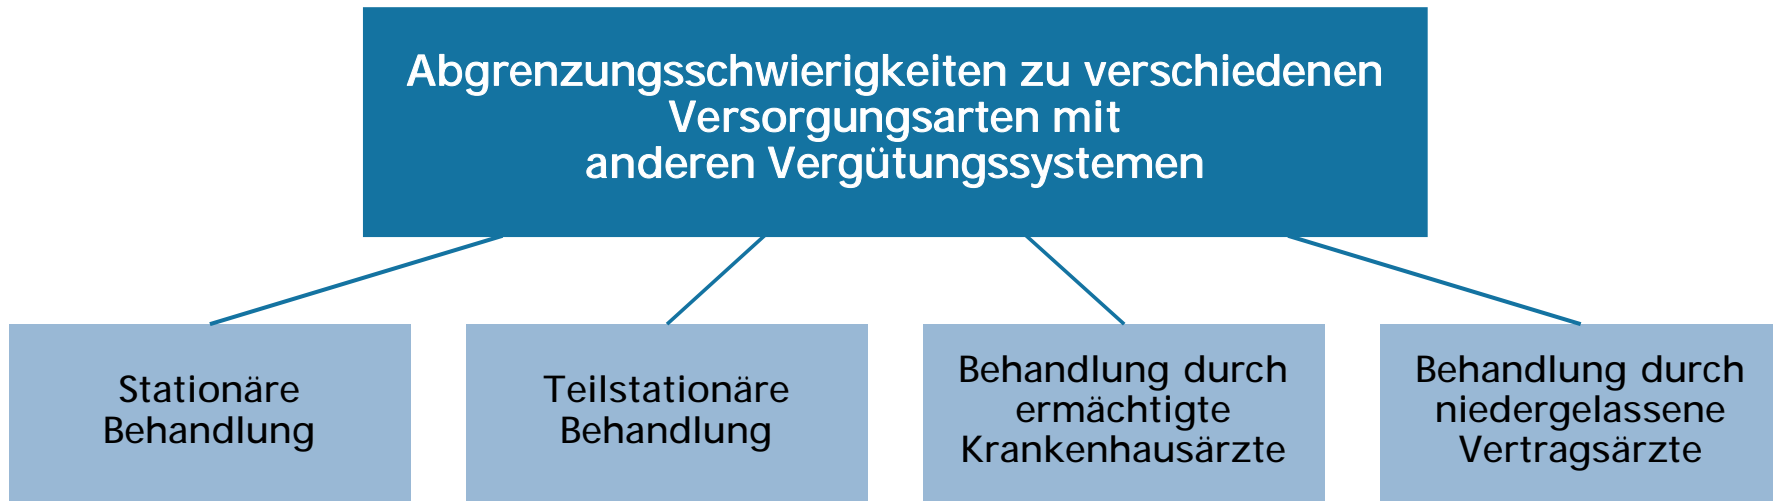 Abgrenzungsschwierigkeiten zu verschiedenen
Versorgungsarten mit
anderen Vergütungssystemen
Stationäre
Behandlung
Teilstationäre
Behandlung
Behandlung durch
ermächtigte
Krankenhausärzte
Behandlung durch
niedergelassene
Vertragsärzte